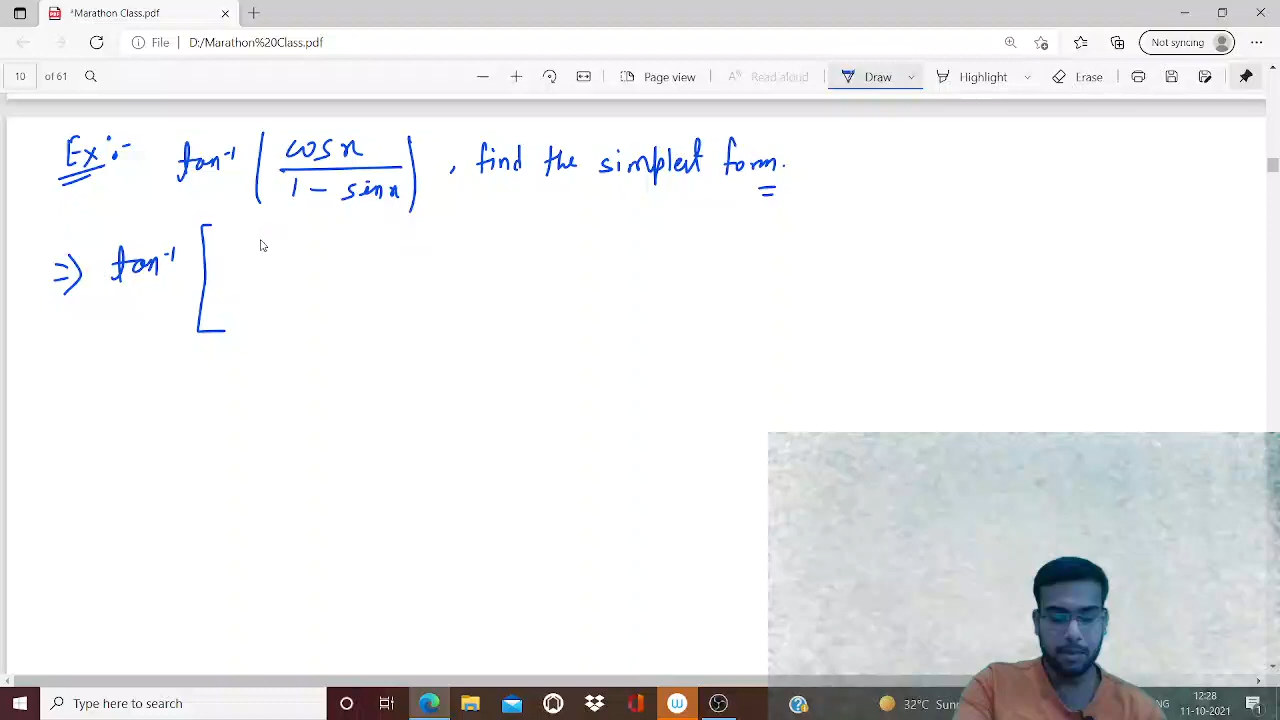 *Marathon Class.pdf
File D:/Marathon%20Class.pdf Not syncing
10 of 61 Page view Read aloud Draw Highlight Erase
Ex:- tan⁻¹ (cos x / 1 - sin x), find the simplest form.
⇒ tan⁻¹ [
Type here to search 32°C Sun NG 12:28
11-10-2021